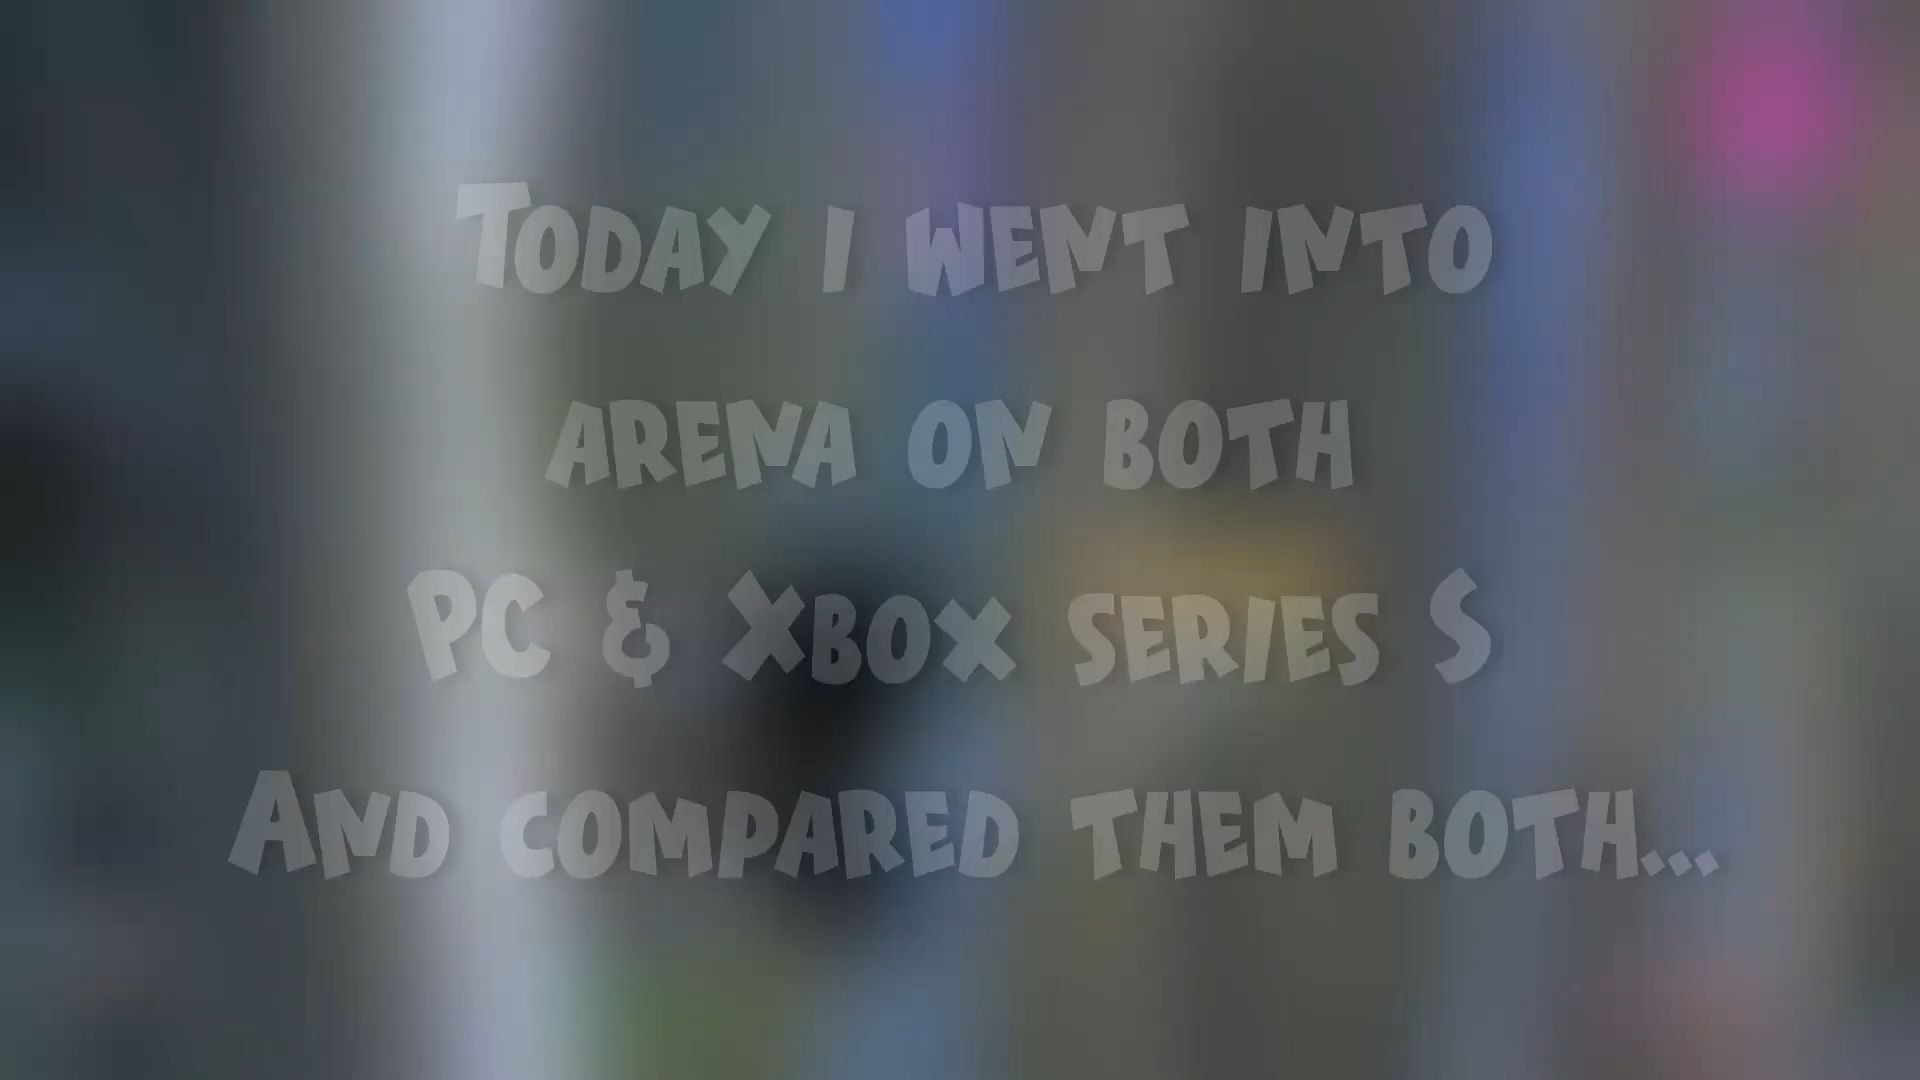 Today I went into
arena on both
PC & Xbox series S
And compared them both...